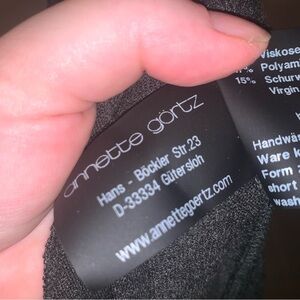 annette görtz
Hans - Böckler Str.23
D-33334 Gütersloh
www.annettegoertz.com
Viskose
% Polyam
15% Schurw
Virgin
Handwäs
Ware k
Form
short
wash